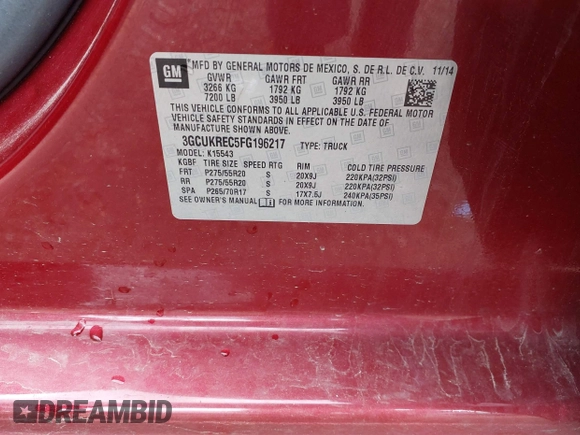 GM
MFD BY GENERAL MOTORS DE MEXICO, S. DE R.L. DE C.V. 11/14
GVWR GAWR FRT GAWR RR
3266 KG 1792 KG 1792 KG
7200 LB 3950 LB 3950 LB
THIS VEHICLE CONFORMS TO ALL APPLICABLE U.S. FEDERAL MOTOR
VEHICLE SAFETY STANDARDS IN EFFECT ON THE DATE OF
MANUFACTURE SHOWN ABOVE.
3GCUKREC5FG196217 TYPE: TRUCK
MODEL: K15543
KGBF TIRE SIZE SPEED RTG RIM COLD TIRE PRESSURE
FRT P275/55R20 S 20X9J 220KPA(32PSI)
RR P275/55R20 S 20X9J 220KPA(32PSI)
SPA P265/70R17 S 17X7.5J 240KPA(35PSI)
SEE OWNER'S MANUAL FOR MORE INFORMATION.
DREAMBID